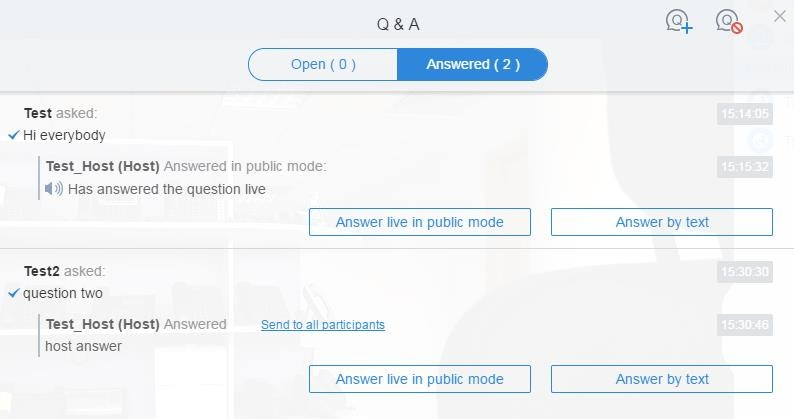 Q & A
Open ( 0 )
Answered ( 2 )
Test asked:
15:14:05
Hi everybody
Test_Host (Host) Answered in public mode:
15:15:32
Has answered the question live
Answer live in public mode
Answer by text
Test2 asked:
15:30:30
question two
Test_Host (Host) Answered
Send to all participants
15:30:46
host answer
Answer live in public mode
Answer by text